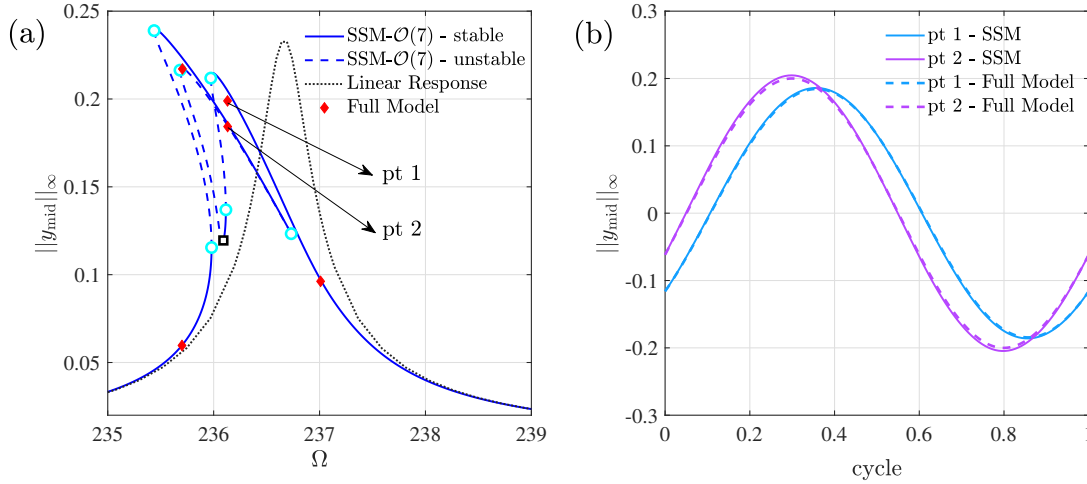 (a)
SSM-𝒪(7) - stable
SSM-𝒪(7) - unstable
Linear Response
Full Model
pt 1
pt 2
0.25
0.2
0.15
0.1
0.05
||y_mid||_∞
235
236
237
238
239
Ω
(b)
pt 1 - SSM
pt 2 - SSM
pt 1 - Full Model
pt 2 - Full Model
0.3
0.2
0.1
0
-0.1
-0.2
-0.3
||y_mid||_∞
0
0.2
0.4
0.6
0.8
1
cycle